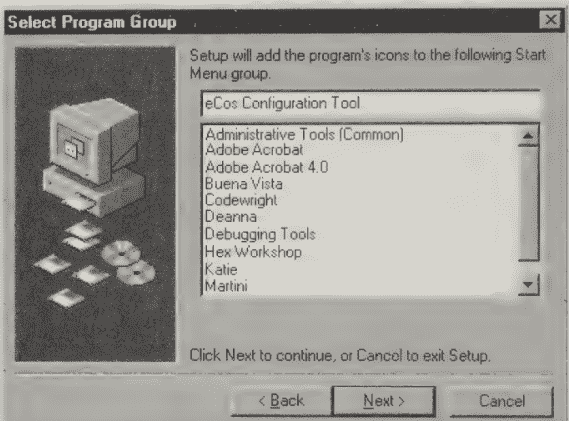 Select Program Group
Setup will add the program's icons to the following Start
Menu group.
eCos Configuration Tool
Administrative Tools (Common)
Adobe Acrobat
Adobe Acrobat 4.0
Buena Vista
Codewright
Deanna
Debugging Tools
Hex Workshop
Katie
Martini
Click Next to continue, or Cancel to exit Setup.
< Back
Next >
Cancel